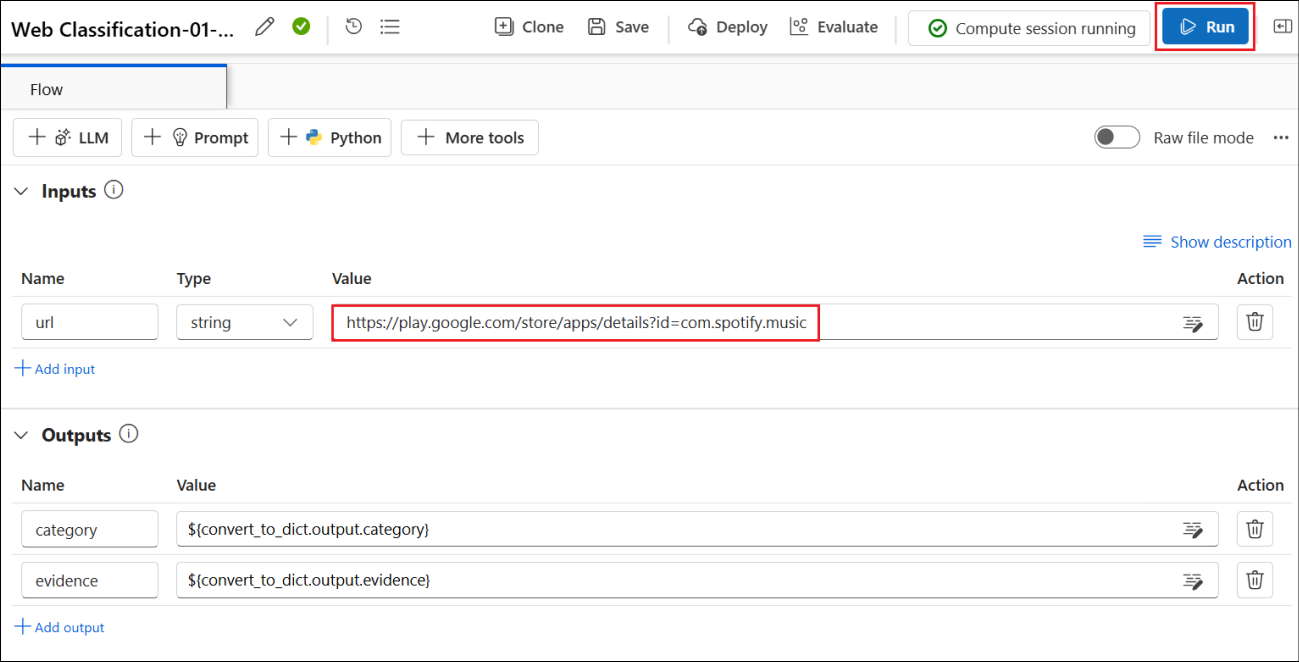 Web Classification-01-...
Clone
Save
Deploy
Evaluate
Compute session running
Run
Flow
LLM
Prompt
Python
More tools
Raw file mode
Inputs
Show description
Name Type Value Action
url string https://play.google.com/store/apps/details?id=com.spotify.music
Add input
Outputs
Name Value Action
category ${convert_to_dict.output.category}
evidence ${convert_to_dict.output.evidence}
Add output